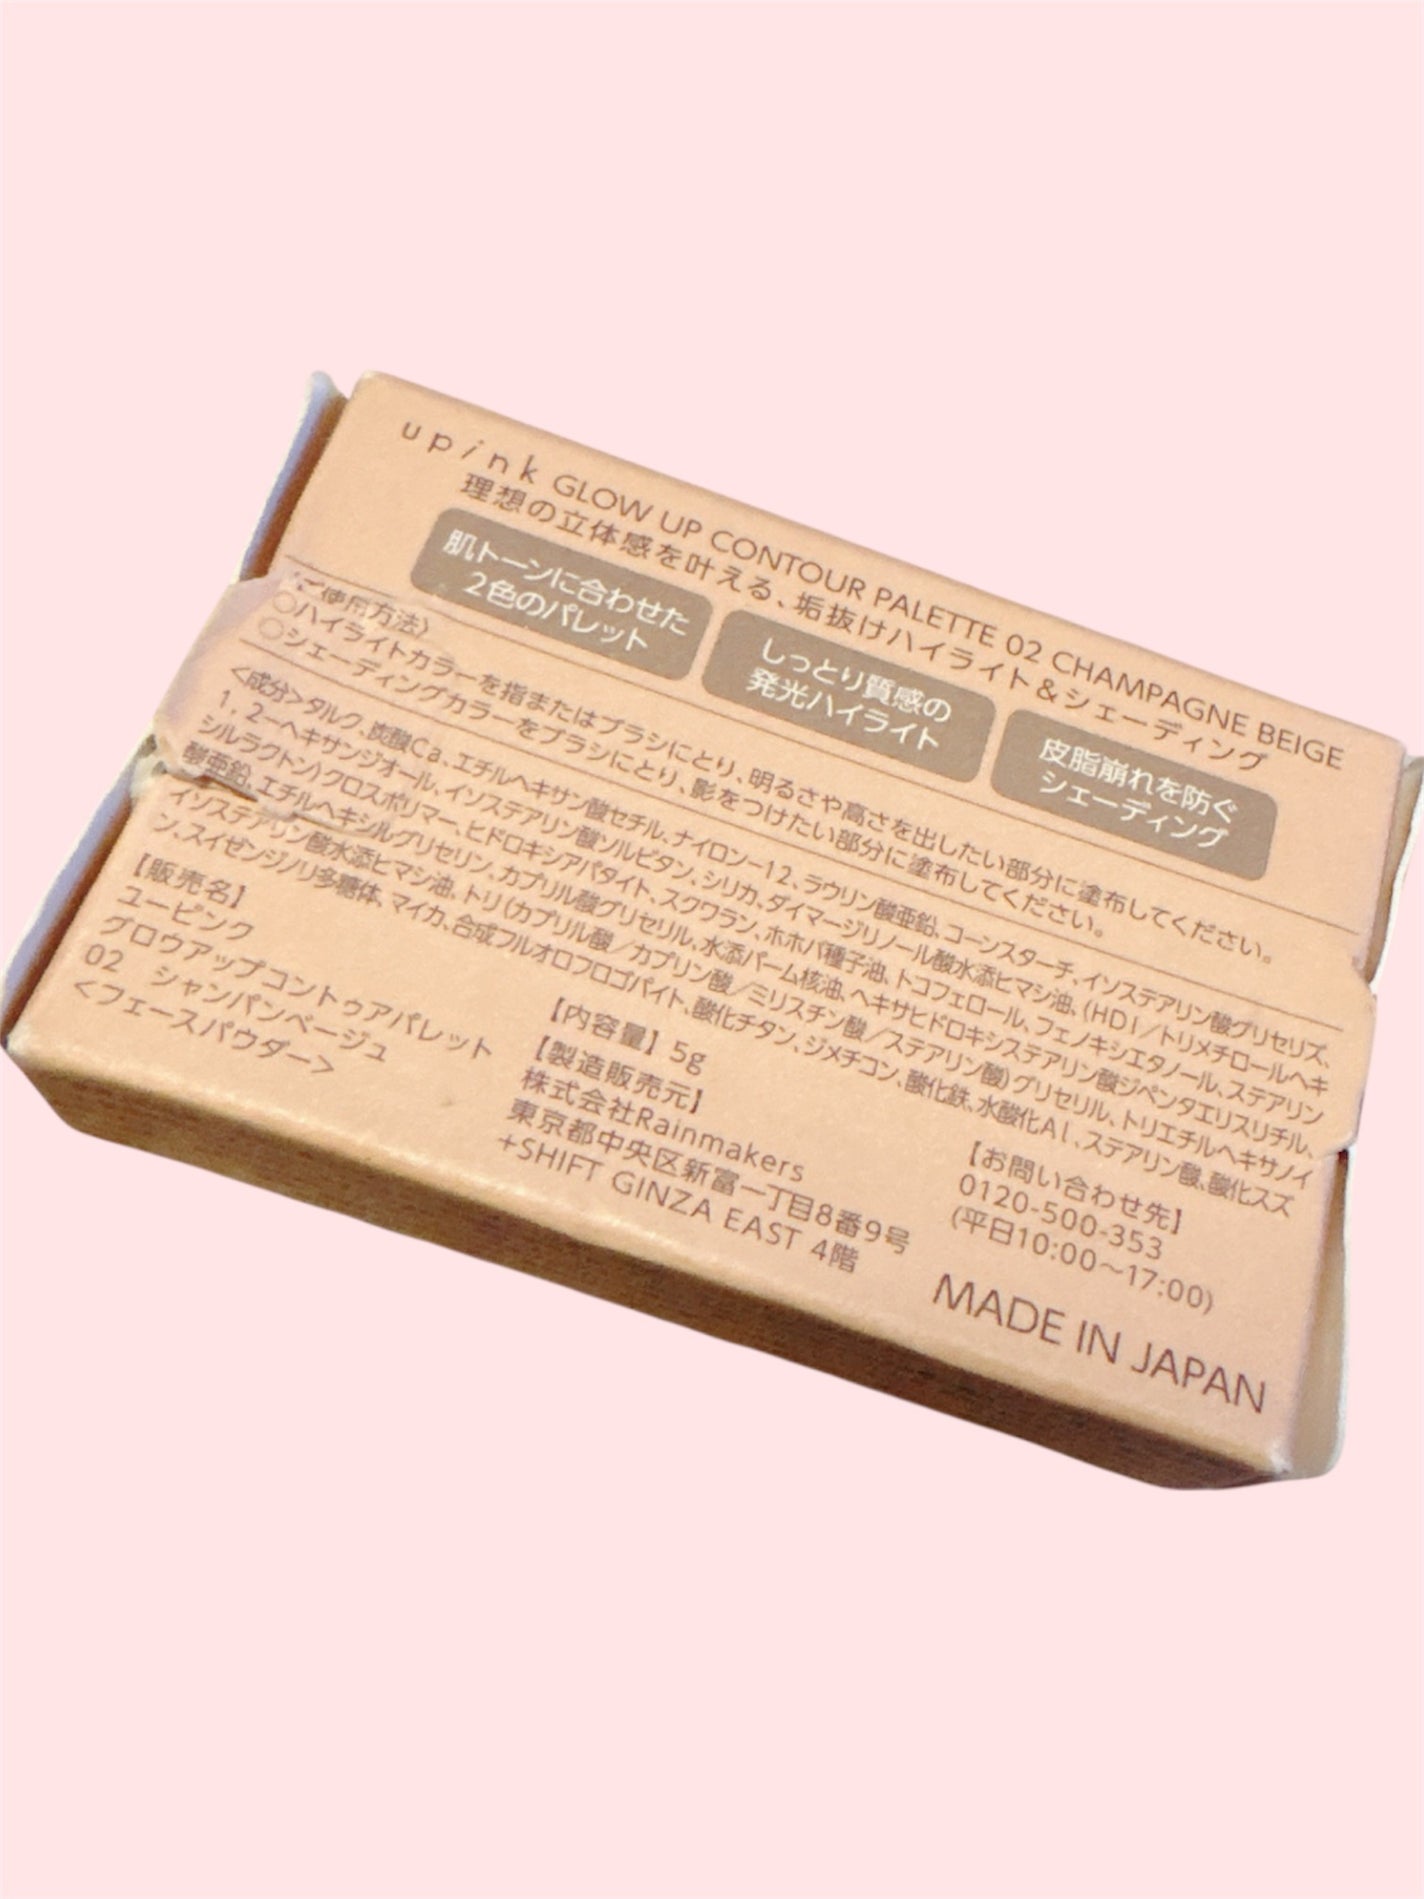 upink GLOW UP CONTOUR PALETTE 02 CHAMPAGNE BEIGE
理想の立体感を叶える、垢抜けハイライト＆シェーディング
肌トーンに合わせた
2色のパレット
しっとり質感の
発光ハイライト
皮脂崩れを防ぐ
シェーディング
ご使用方法〉
○ハイライトカラーを指またはブラシにとり、明るさや高さを出したい部分に塗布してください。
○シェーディングカラーをブラシにとり、影をつけたい部分に塗布してください。
<成分>タルク、炭酸Ca、エチルヘキサン酸セチル、ナイロン-12、ラウリン酸亜鉛、コーンスターチ、イソステアリン酸グリセリズ、
1，2-ヘキサンジオール、イソステアリン酸ソルビタン、シリカ、ダイマージリノール酸水添ヒマシ油、(HDI／トリメチロールヘキ
シルラクトン)クロスポリマー、ヒドロキシアパタイト、スクワラン、ホホバ種子油、トコフェロール、フェノキシエタノール、ステアリン
酸亜鉛、エチルヘキシルグリセリン、カプリル酸グリセリル、水添パーム核油、ヘキサヒドロキシステアリン酸ジペンタエリスリチル、
イソステアリン酸水添ヒマシ油、トリ(カプリル酸／カプリン酸／ミリスチン酸／ステアリン酸)グリセリル、トリエチルヘキサノイ
ン、スイゼンジノリ多糖体、マイカ、合成フルオロフロゴパイト、酸化チタン、ジメチコン、酸化鉄、水酸化Al、ステアリン酸、酸化スズ
【販売名】
ユーピンク
グロウアップコントゥアパレット
02 シャンパンベージュ
<フェースパウダー>
【内容量】5g
【製造販売元】
株式会社Rainmakers
東京都中央区新富一丁目8番9号
+SHIFT GINZA EAST 4階
【お問い合わせ先】
0120-500-353
(平日10:00～17:00)
MADE IN JAPAN